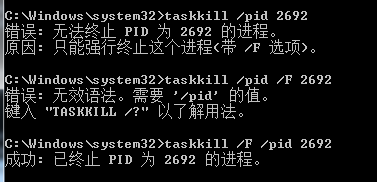 C:\Windows\system32>taskkill /pid 2692
错误: 无法终止 PID 为 2692 的进程。
原因: 只能强行终止这个进程(带 /F 选项)。
C:\Windows\system32>taskkill /pid /F 2692
错误: 无效语法。需要 '/pid' 的值。
键入 "TASKKILL /?" 以了解用法。
C:\Windows\system32>taskkill /F /pid 2692
成功: 已终止 PID 为 2692 的进程。